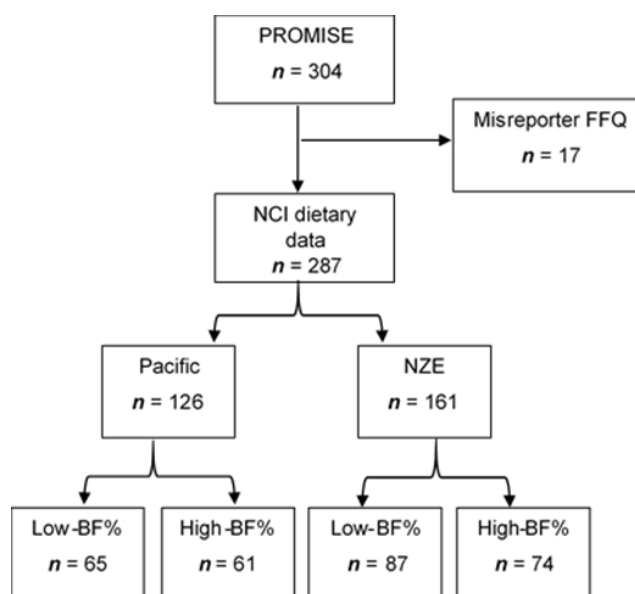 PROMISE
n = 304
Misreporter FFQ
n = 17
NCI dietary
data
n = 287
Pacific
n = 126
NZE
n = 161
Low-BF%
n = 65
High-BF%
n = 61
Low-BF%
n = 87
High-BF%
n = 74